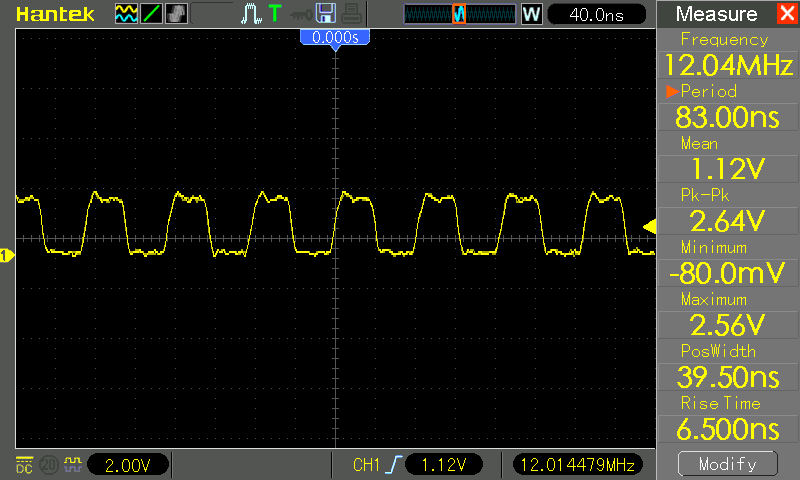 Hantek
T
W
40.0ns
Measure
0.000s
Frequency
12.04MHz
Period
83.00ns
Mean
1.12V
Pk-Pk
2.64V
Minimum
-80.0mV
Maximum
2.56V
PosWidth
39.50ns
Rise Time
6.500ns
Modify
1
DC
20
2.00V
CH1
1.12V
12.014479MHz